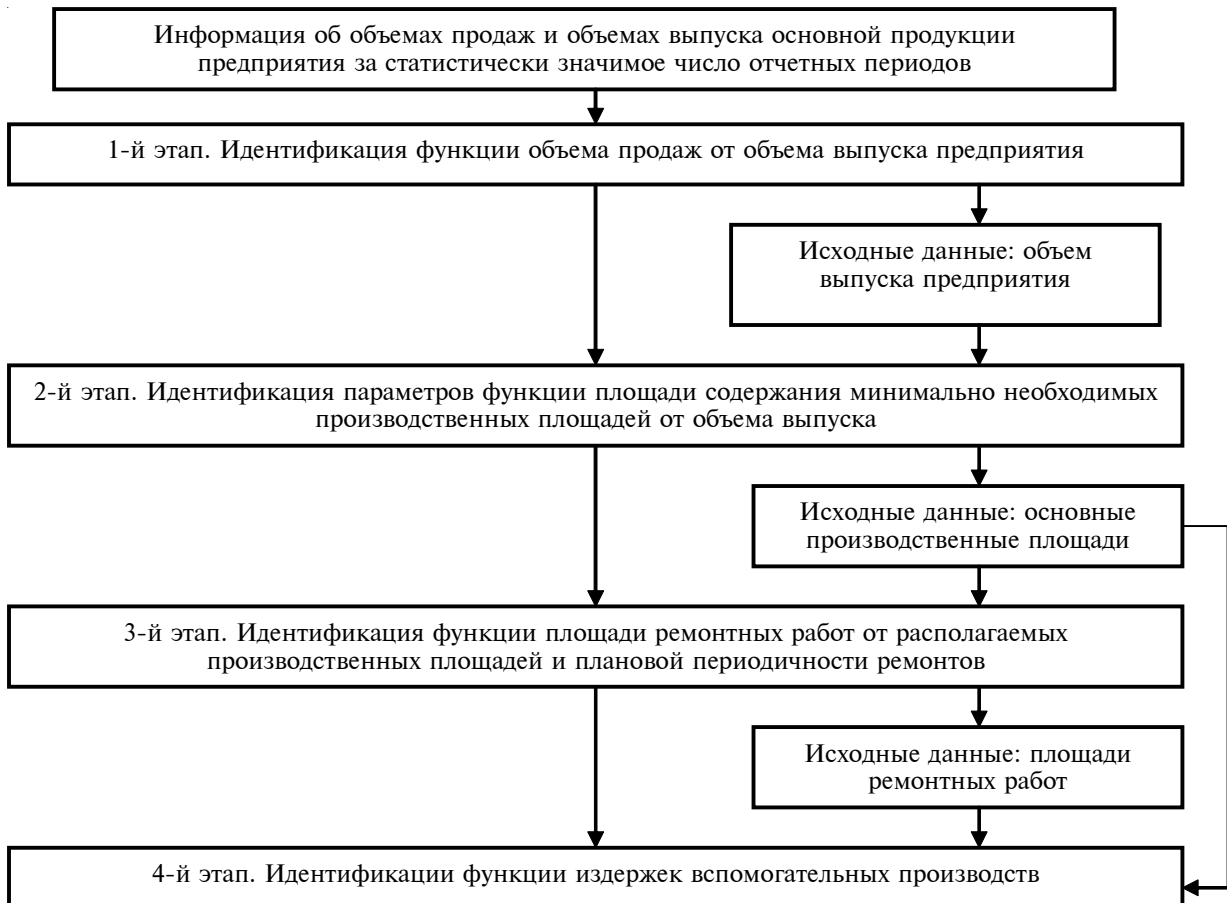 Информация об объемах продаж и объемах выпуска основной продукции
предприятия за статистически значимое число отчетных периодов
1-й этап. Идентификация функции объема продаж от объема выпуска предприятия
Исходные данные: объем
выпуска предприятия
2-й этап. Идентификация параметров функции площади содержания минимально необходимых
производственных площадей от объема выпуска
Исходные данные: основные
производственные площади
3-й этап. Идентификация функции площади ремонтных работ от располагаемых
производственных площадей и плановой периодичности ремонтов
Исходные данные: площади
ремонтных работ
4-й этап. Идентификации функции издержек вспомогательных производств